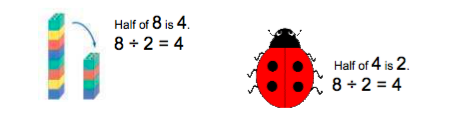 Half of 8 is 4.
8 ÷ 2 = 4
Half of 4 is 2.
8 ÷ 2 = 4